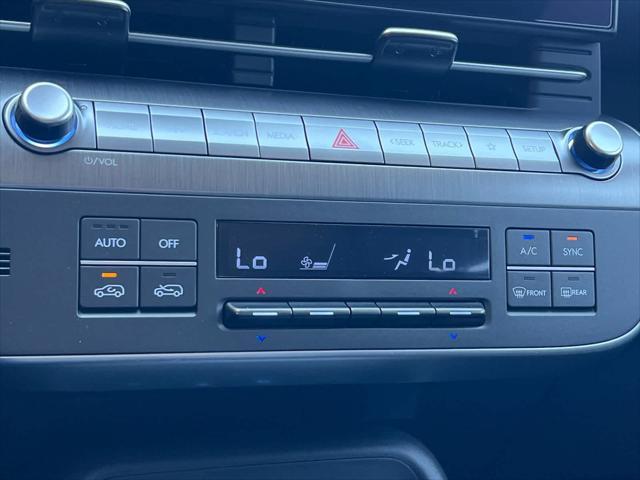 MEDIA <SEEK TRACK> ☆ SETUP
⏻/VOL
AUTO OFF Lo Lo A/C SYNC
FRONT REAR